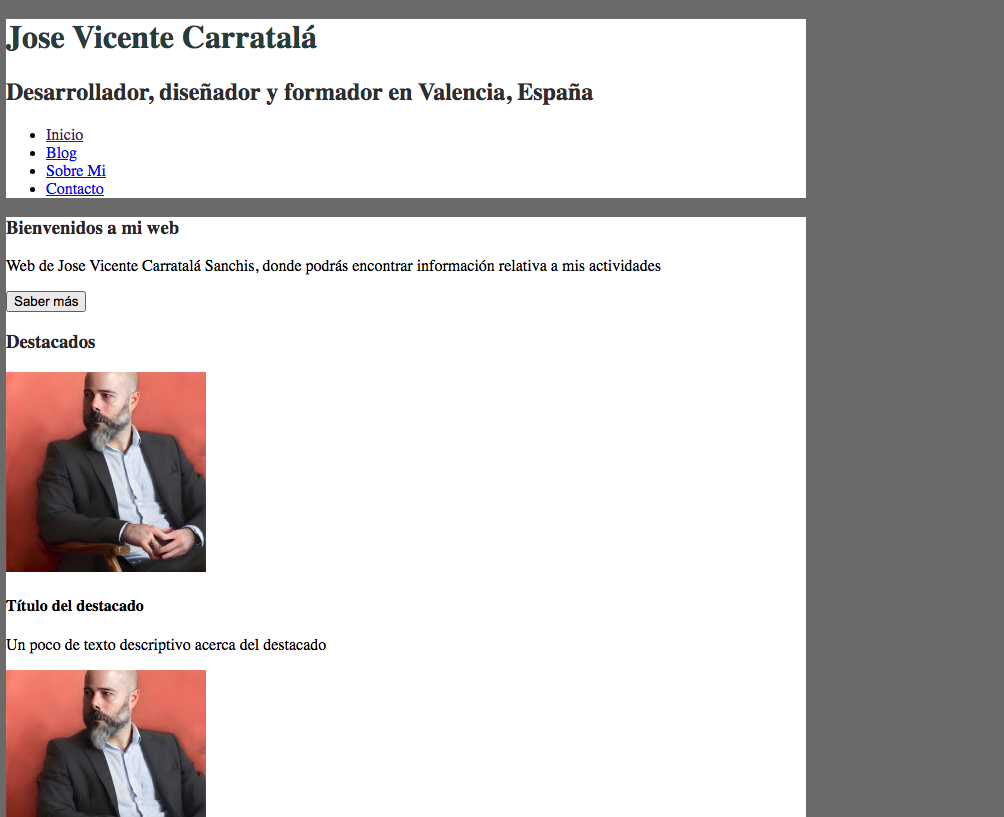 Jose Vicente Carratalá
Desarrollador, diseñador y formador en Valencia, España
Inicio
Blog
Sobre Mi
Contacto
Bienvenidos a mi web
Web de Jose Vicente Carratalá Sanchis, donde podrás encontrar información relativa a mis actividades
Saber más
Destacados
Título del destacado
Un poco de texto descriptivo acerca del destacado